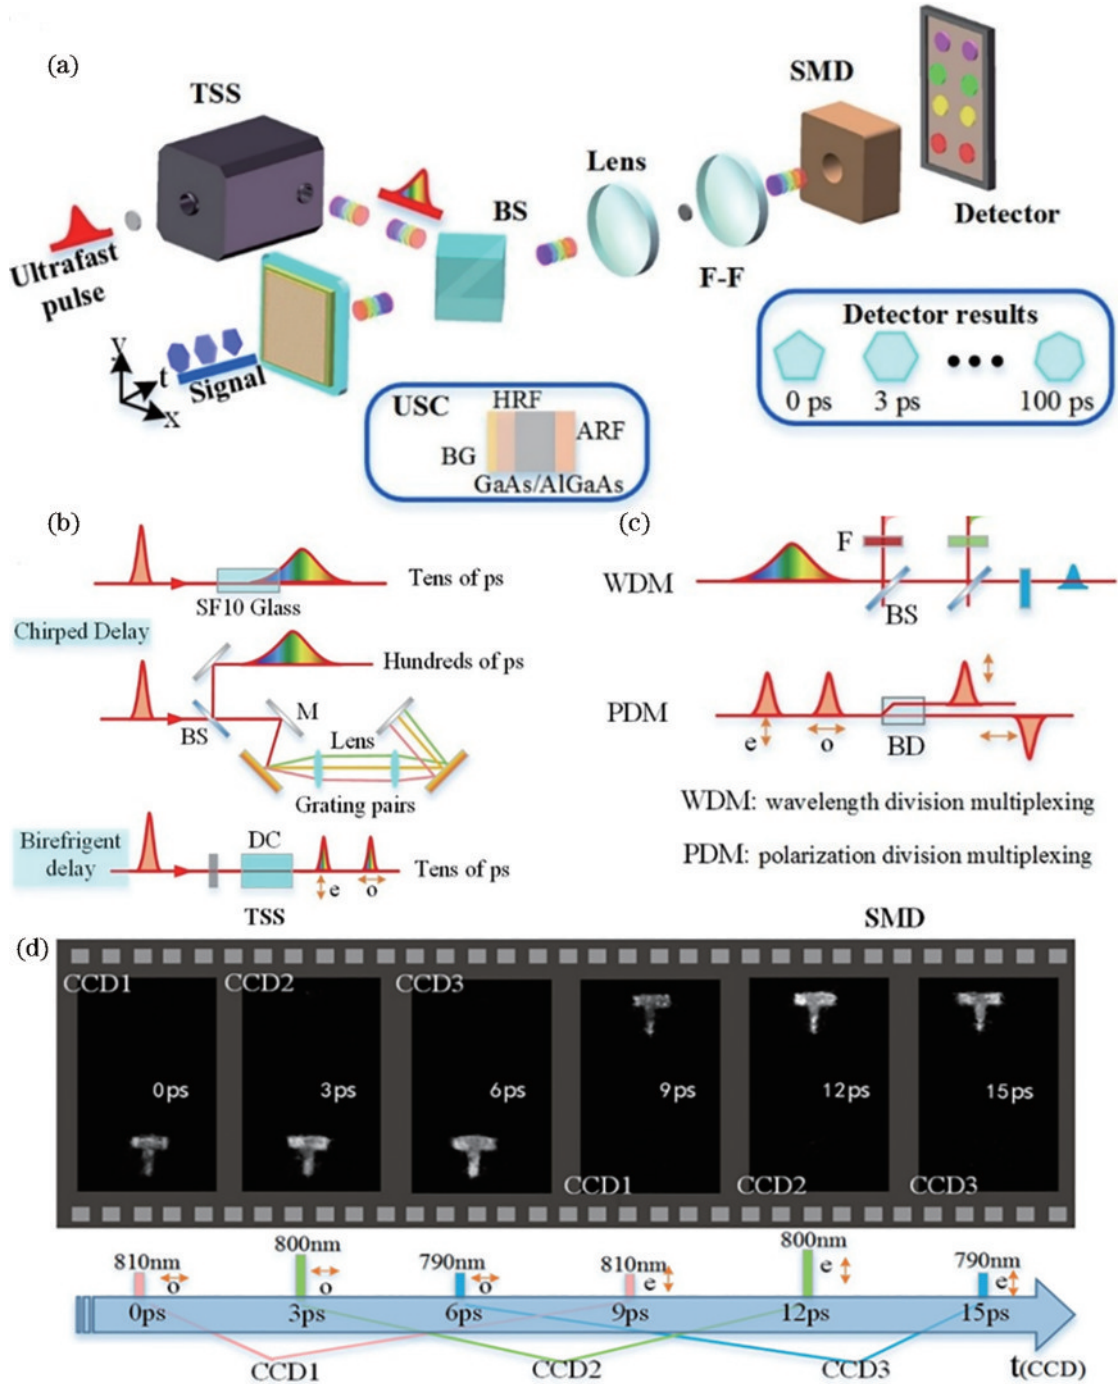 (a)
TSS
SMD
Lens
BS
Detector
Ultrafast
pulse
F-F
Detector results
y
t
x
Signal
0 ps
3 ps
100 ps
USC
HRF
BG
ARF
GaAs/AlGaAs
(b)
Tens of ps
SF10 Glass
Chirped Delay
Hundreds of ps
BS
M
Lens
Grating pairs
Birefrigent
delay
DC
e
o
Tens of ps
TSS
(c)
F
WDM
BS
PDM
e
o
BD
WDM: wavelength division multiplexing
PDM: polarization division multiplexing
SMD
(d)
CCD1
CCD2
CCD3
0ps
3ps
6ps
9ps
12ps
15ps
CCD1
CCD2
CCD3
810nm
800nm
790nm
810nm
800nm
790nm
o
o
o
e
e
e
0ps
3ps
6ps
9ps
12ps
15ps
CCD1
CCD2
CCD3
t(CCD)